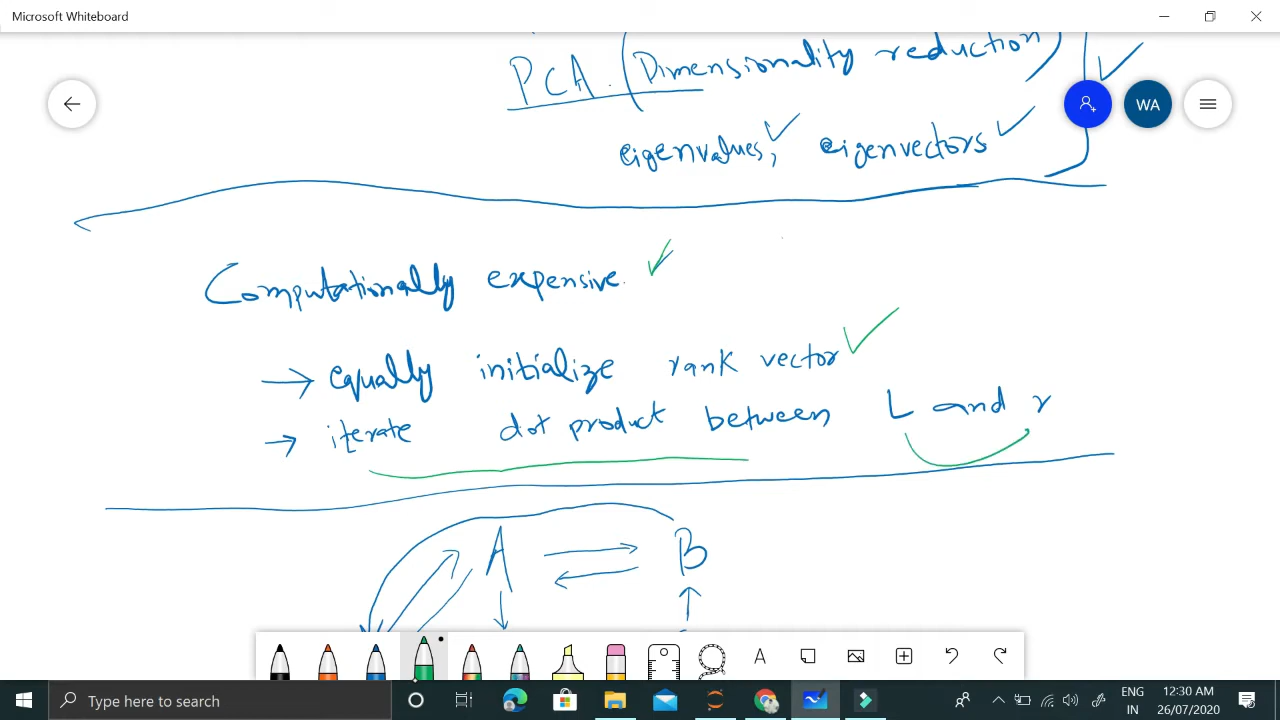 Microsoft Whiteboard
PCA. (Dimensionality reduction)
eigenvalues, eigenvectors
WA
Computationally expensive.
→ equally initialize rank vector
→ iterate dot product between L and r
A B
A
Type here to search
ENG
IN
12:30 AM
26/07/2020